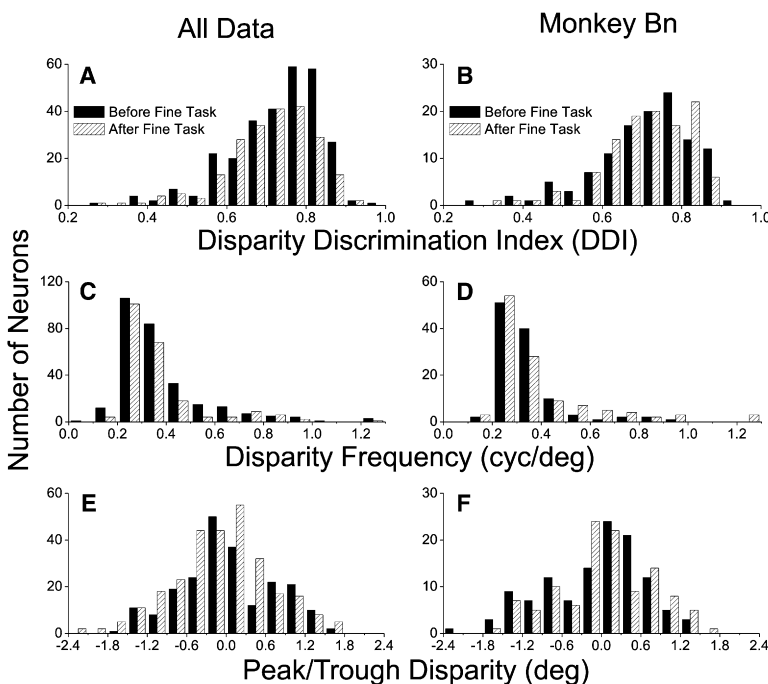 All Data
Monkey Bn
A
Before Fine Task
After Fine Task
60
40
20
0
0.2 0.4 0.6 0.8 1.0
B
Before Fine Task
After Fine Task
30
20
10
0
0.2 0.4 0.6 0.8 1.0
Disparity Discrimination Index (DDI)
Number of Neurons
C
120
80
40
0
0.0 0.2 0.4 0.6 0.8 1.0 1.2
D
60
40
20
0
0.0 0.2 0.4 0.6 0.8 1.0 1.2
Disparity Frequency (cyc/deg)
E
60
40
20
0
-2.4 -1.8 -1.2 -0.6 0.0 0.6 1.2 1.8 2.4
F
30
20
10
0
-2.4 -1.8 -1.2 -0.6 0.0 0.6 1.2 1.8 2.4
Peak/Trough Disparity (deg)